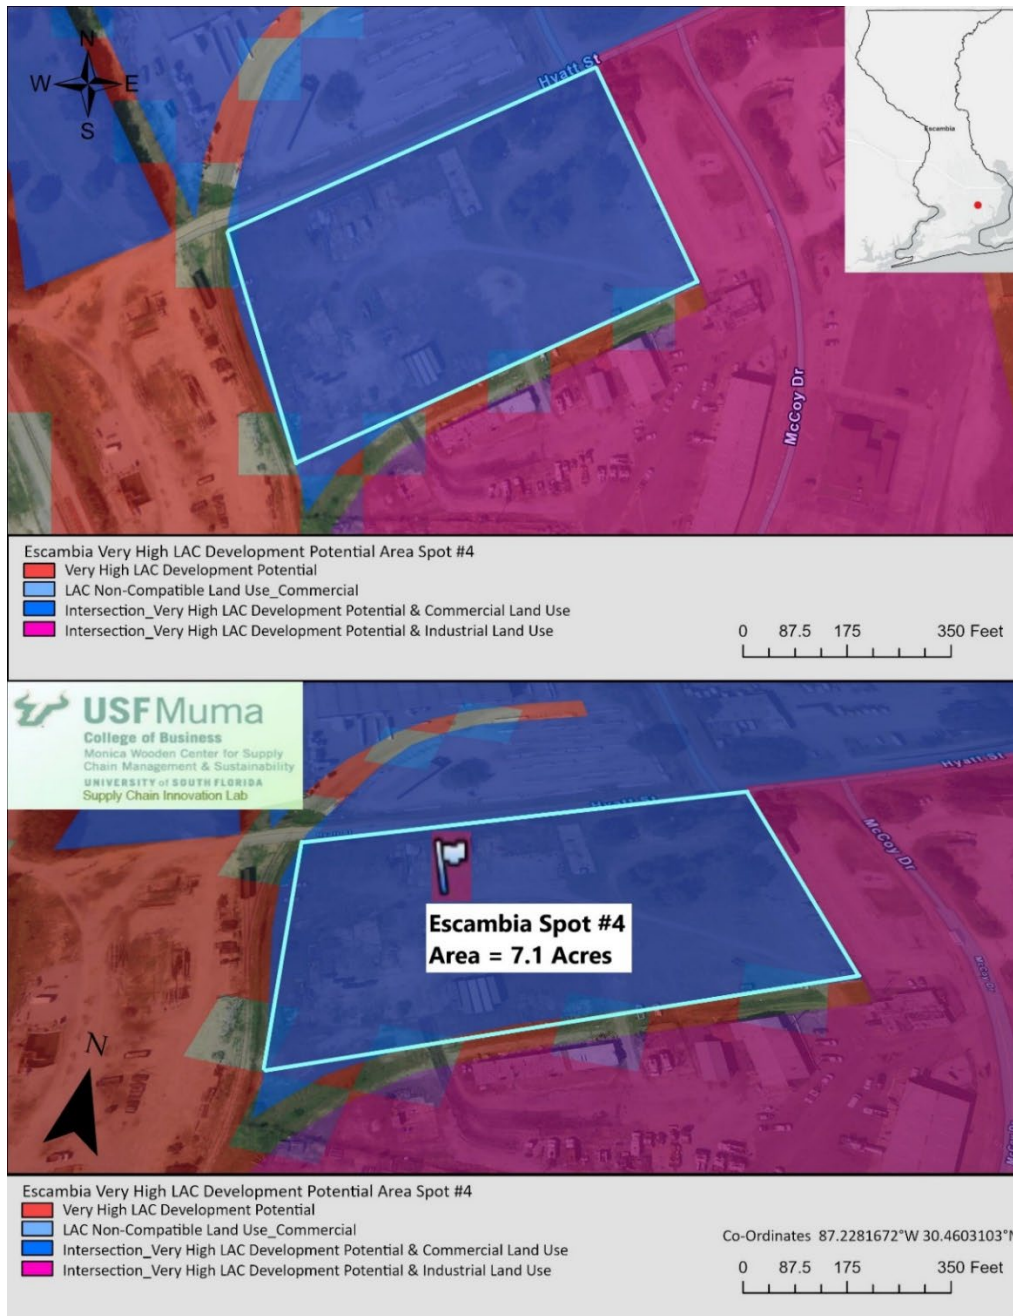 N
W E
S
Hyatt St
Escambia
McCoy Dr
Escambia Very High LAC Development Potential Area Spot #4
Very High LAC Development Potential
LAC Non-Compatible Land Use_Commercial
Intersection_Very High LAC Development Potential & Commercial Land Use
Intersection_Very High LAC Development Potential & Industrial Land Use
0 87.5 175 350 Feet
USF Muma
College of Business
Monica Wooden Center for Supply
Chain Management & Sustainability
UNIVERSITY of SOUTH FLORIDA
Supply Chain Innovation Lab
Hyatt St
Hyatt St
McCoy Dr
Escambia Spot #4
Area = 7.1 Acres
McCoy Dr
N
Escambia Very High LAC Development Potential Area Spot #4
Very High LAC Development Potential
LAC Non-Compatible Land Use_Commercial
Intersection_Very High LAC Development Potential & Commercial Land Use
Intersection_Very High LAC Development Potential & Industrial Land Use
Co-Ordinates 87.2281672°W 30.4603103°N
0 87.5 175 350 Feet